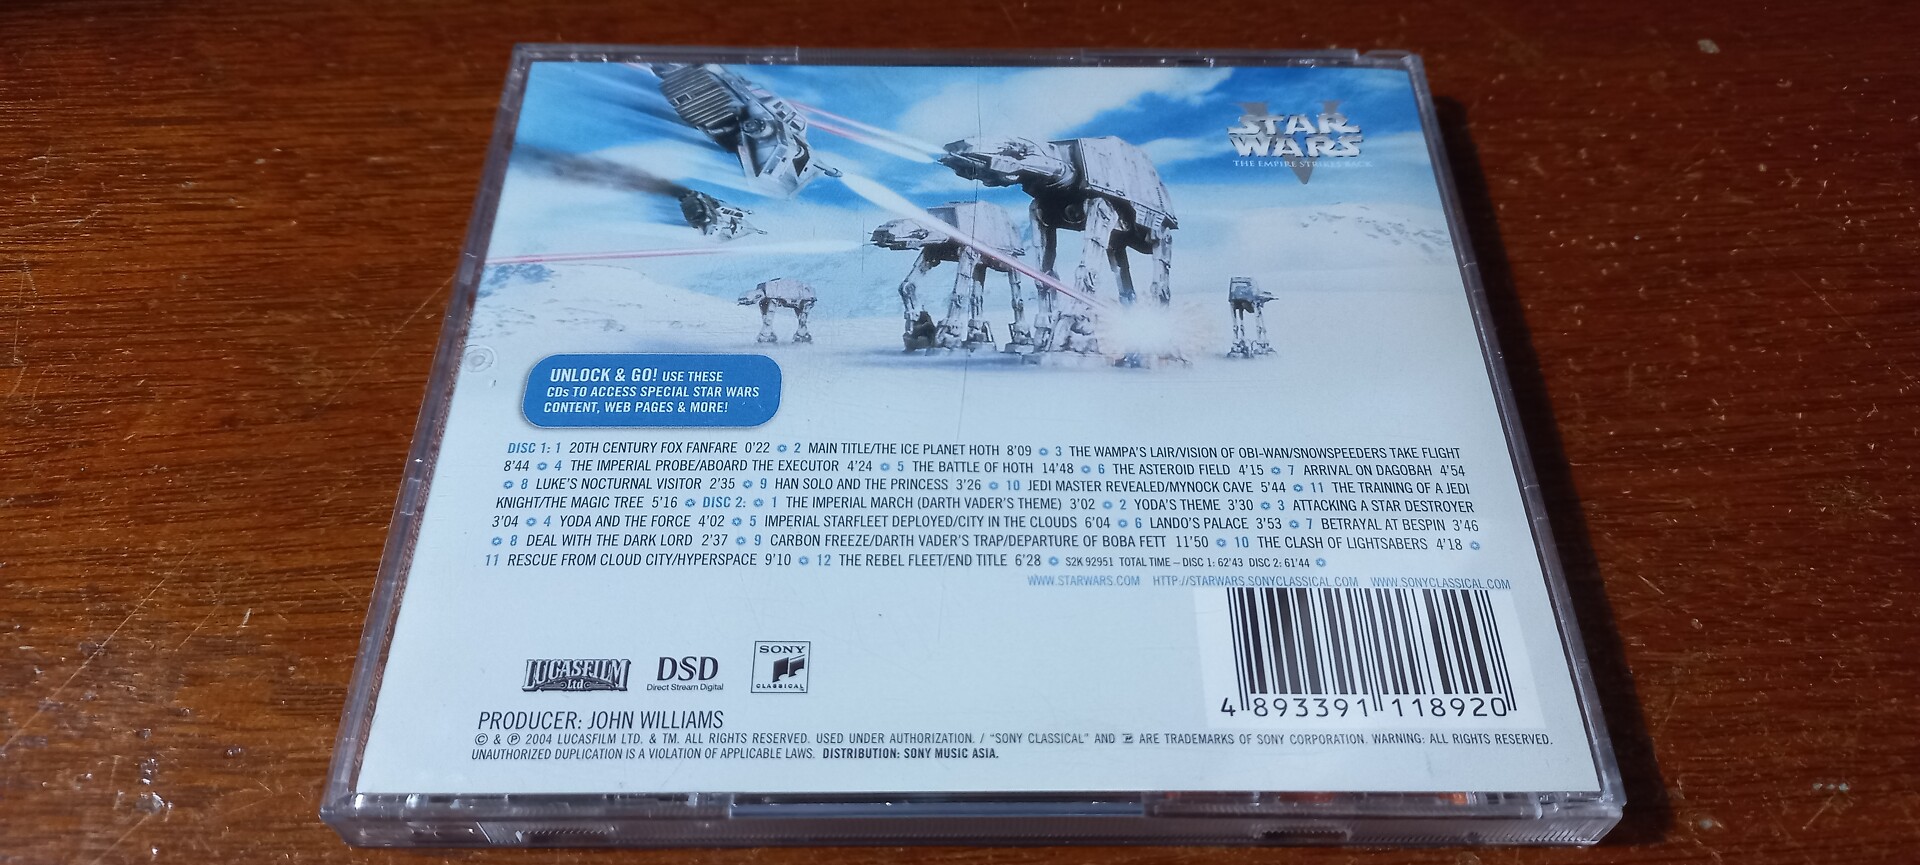 STAR
WARS
THE EMPIRE STRIKES BACK
V
UNLOCK & GO! USE THESE
CDs TO ACCESS SPECIAL STAR WARS
CONTENT, WEB PAGES & MORE!
DISC 1: 1 20TH CENTURY FOX FANFARE 0'22 2 MAIN TITLE/THE ICE PLANET HOTH 8'09 3 THE WAMPA'S LAIR/VISION OF OBI-WAN/SNOWSPEEDERS TAKE FLIGHT
8'44 4 THE IMPERIAL PROBE/ABOARD THE EXECUTOR 4'24 5 THE BATTLE OF HOTH 14'48 6 THE ASTEROID FIELD 4'15 7 ARRIVAL ON DAGOBAH 4'54
8 LUKE'S NOCTURNAL VISITOR 2'35 9 HAN SOLO AND THE PRINCESS 3'26 10 JEDI MASTER REVEALED/MYNOCK CAVE 5'44 11 THE TRAINING OF A JEDI
KNIGHT/THE MAGIC TREE 5'16 DISC 2: 1 THE IMPERIAL MARCH (DARTH VADER'S THEME) 3'02 2 YODA'S THEME 3'30 3 ATTACKING A STAR DESTROYER
3'04 4 YODA AND THE FORCE 4'02 5 IMPERIAL STARFLEET DEPLOYED/CITY IN THE CLOUDS 6'04 6 LANDO'S PALACE 3'53 7 BETRAYAL AT BESPIN 3'46
8 DEAL WITH THE DARK LORD 2'37 9 CARBON FREEZE/DARTH VADER'S TRAP/DEPARTURE OF BOBA FETT 11'50 10 THE CLASH OF LIGHTSABERS 4'18
11 RESCUE FROM CLOUD CITY/HYPERSPACE 9'10 12 THE REBEL FLEET/END TITLE 6'28 S2K 92951 TOTAL TIME – DISC 1: 62'43 DISC 2: 61'44
WWW.STARWARS.COM HTTP://STARWARS.SONYCLASSICAL.COM WWW.SONYCLASSICAL.COM
LUCASFILM
Ltd
DSD
Direct Stream Digital
SONY
CLASSICAL
4 893391 118920
PRODUCER: JOHN WILLIAMS
© & ℗ 2004 LUCASFILM LTD. & TM. ALL RIGHTS RESERVED. USED UNDER AUTHORIZATION. / "SONY CLASSICAL" AND ARE TRADEMARKS OF SONY CORPORATION. WARNING: ALL RIGHTS RESERVED.
UNAUTHORIZED DUPLICATION IS A VIOLATION OF APPLICABLE LAWS. DISTRIBUTION: SONY MUSIC ASIA.